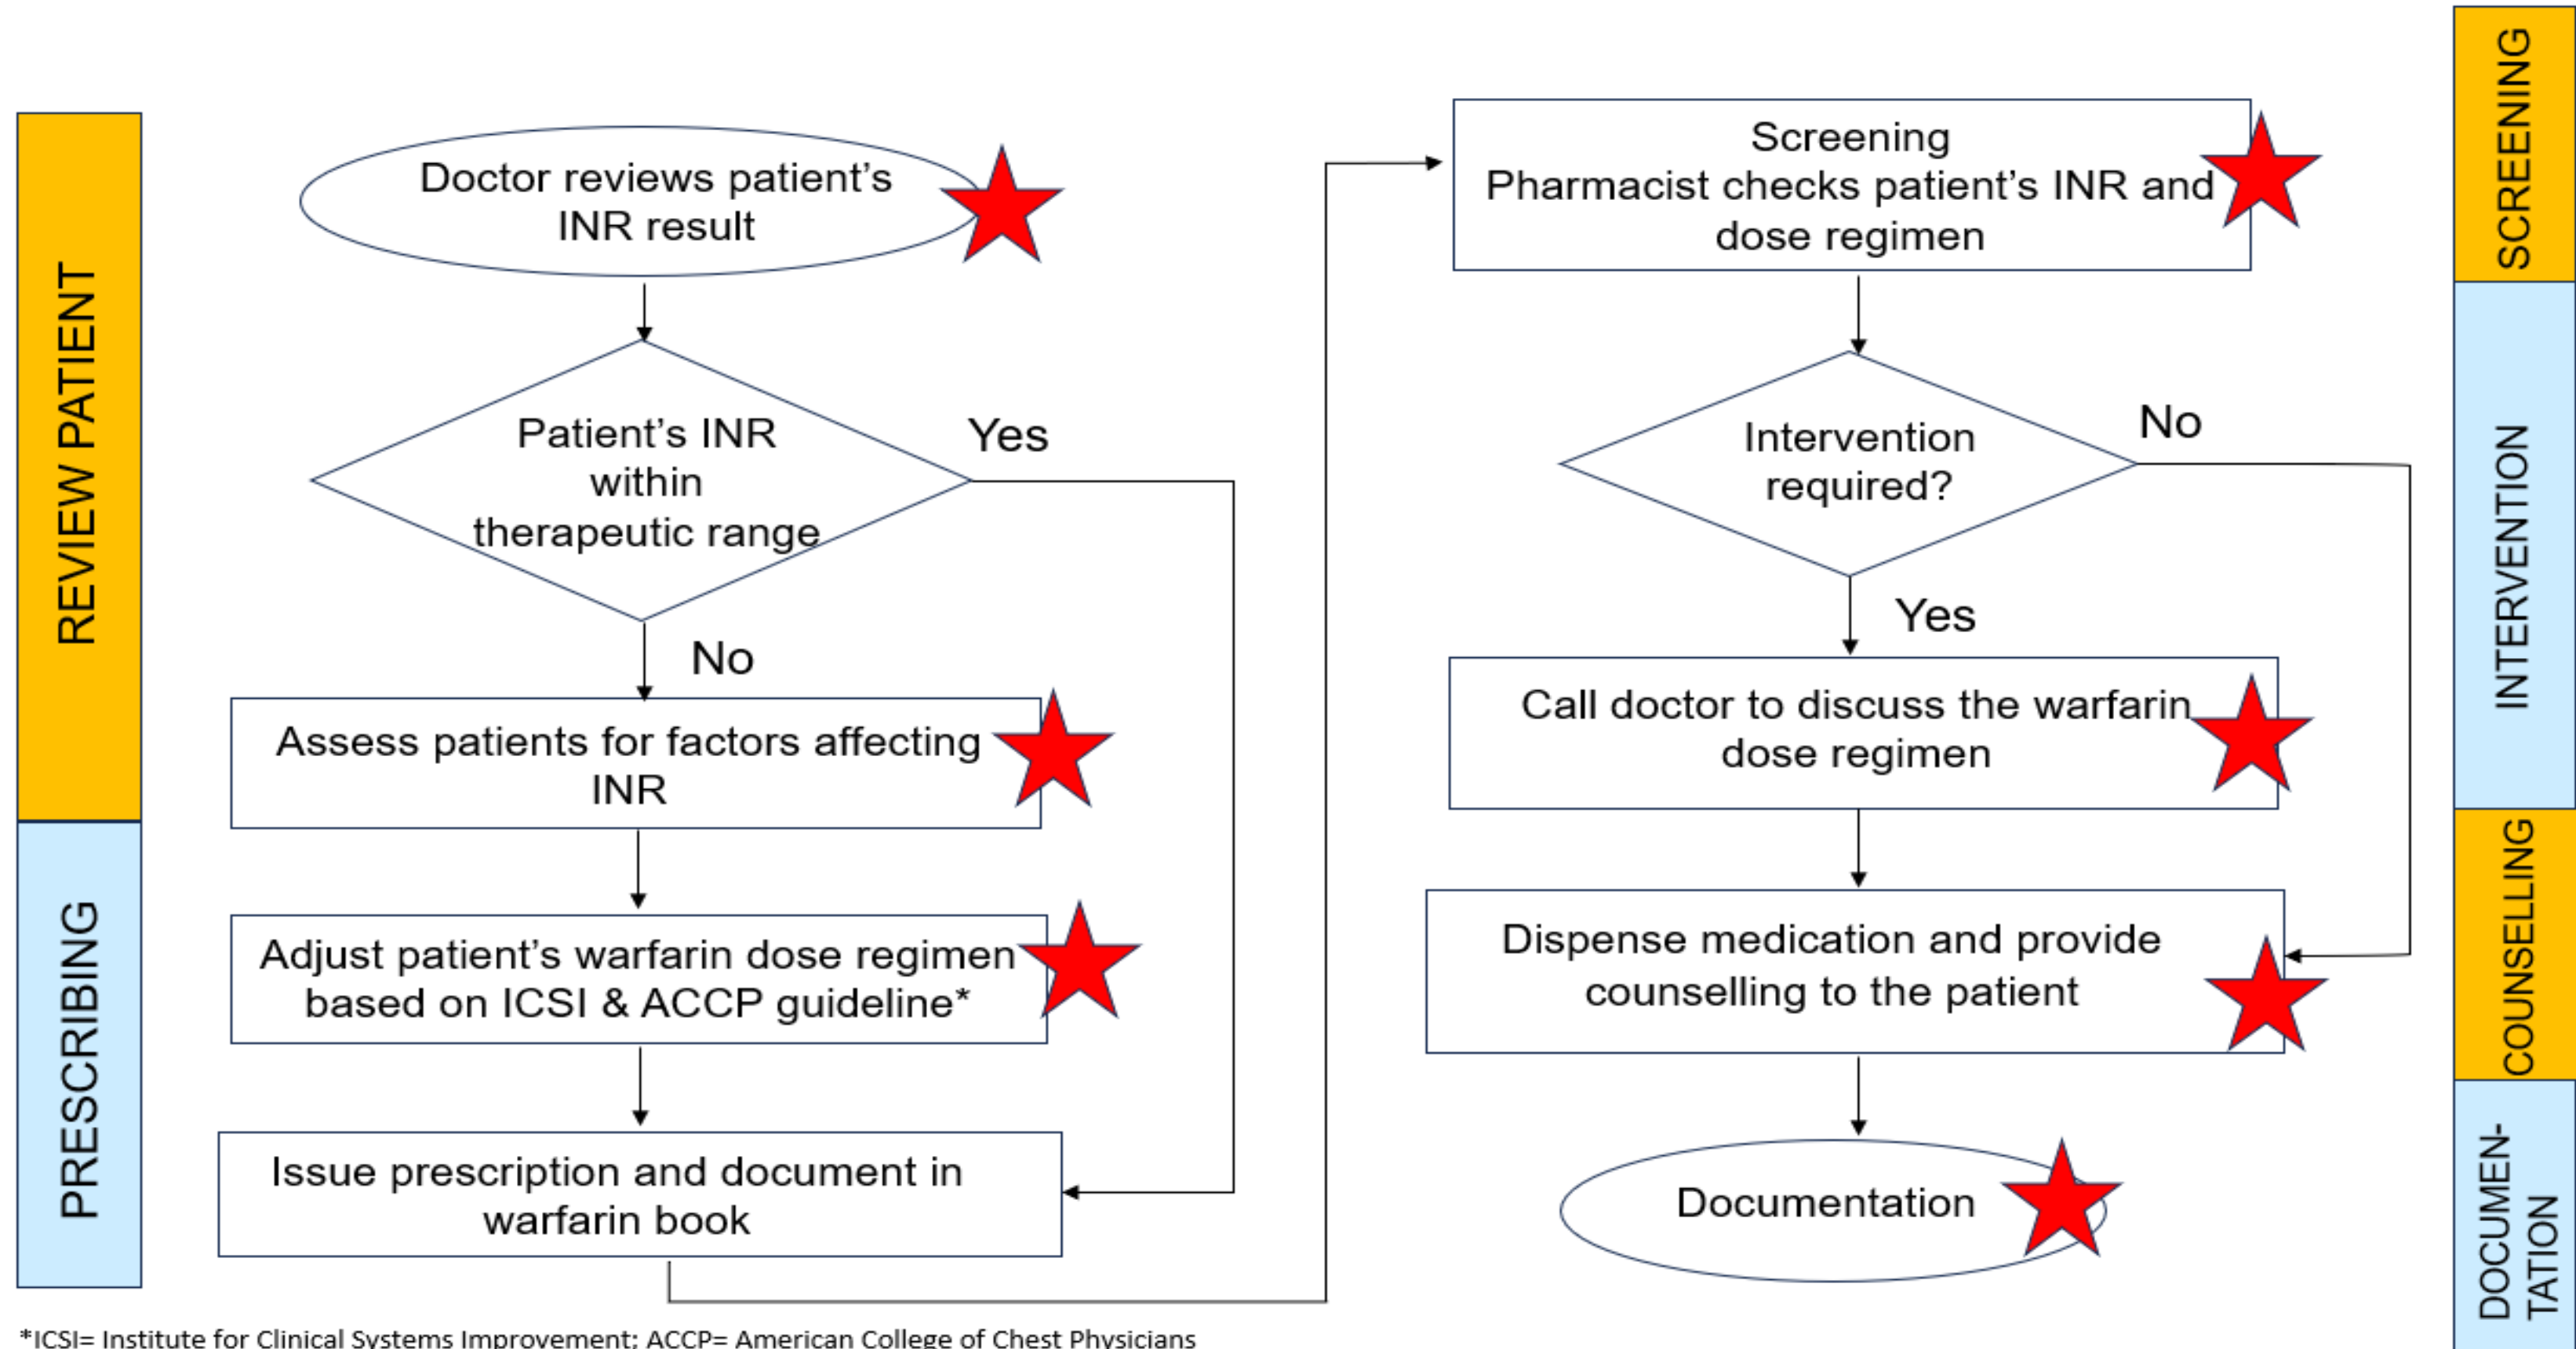 REVIEW PATIENT
PRESCRIBING
Doctor reviews patient's
INR result
Patient's INR
within
therapeutic range
Yes
No
Assess patients for factors affecting
INR
Adjust patient's warfarin dose regimen
based on ICSI & ACCP guideline*
Issue prescription and document in
warfarin book
Screening
Pharmacist checks patient's INR and
dose regimen
Intervention
required?
No
Yes
Call doctor to discuss the warfarin
dose regimen
Dispense medication and provide
counselling to the patient
Documentation
SCREENING
INTERVENTION
COUNSELLING
DOCUMEN-
TATION
*ICSI= Institute for Clinical Systems Improvement; ACCP= American College of Chest Physicians